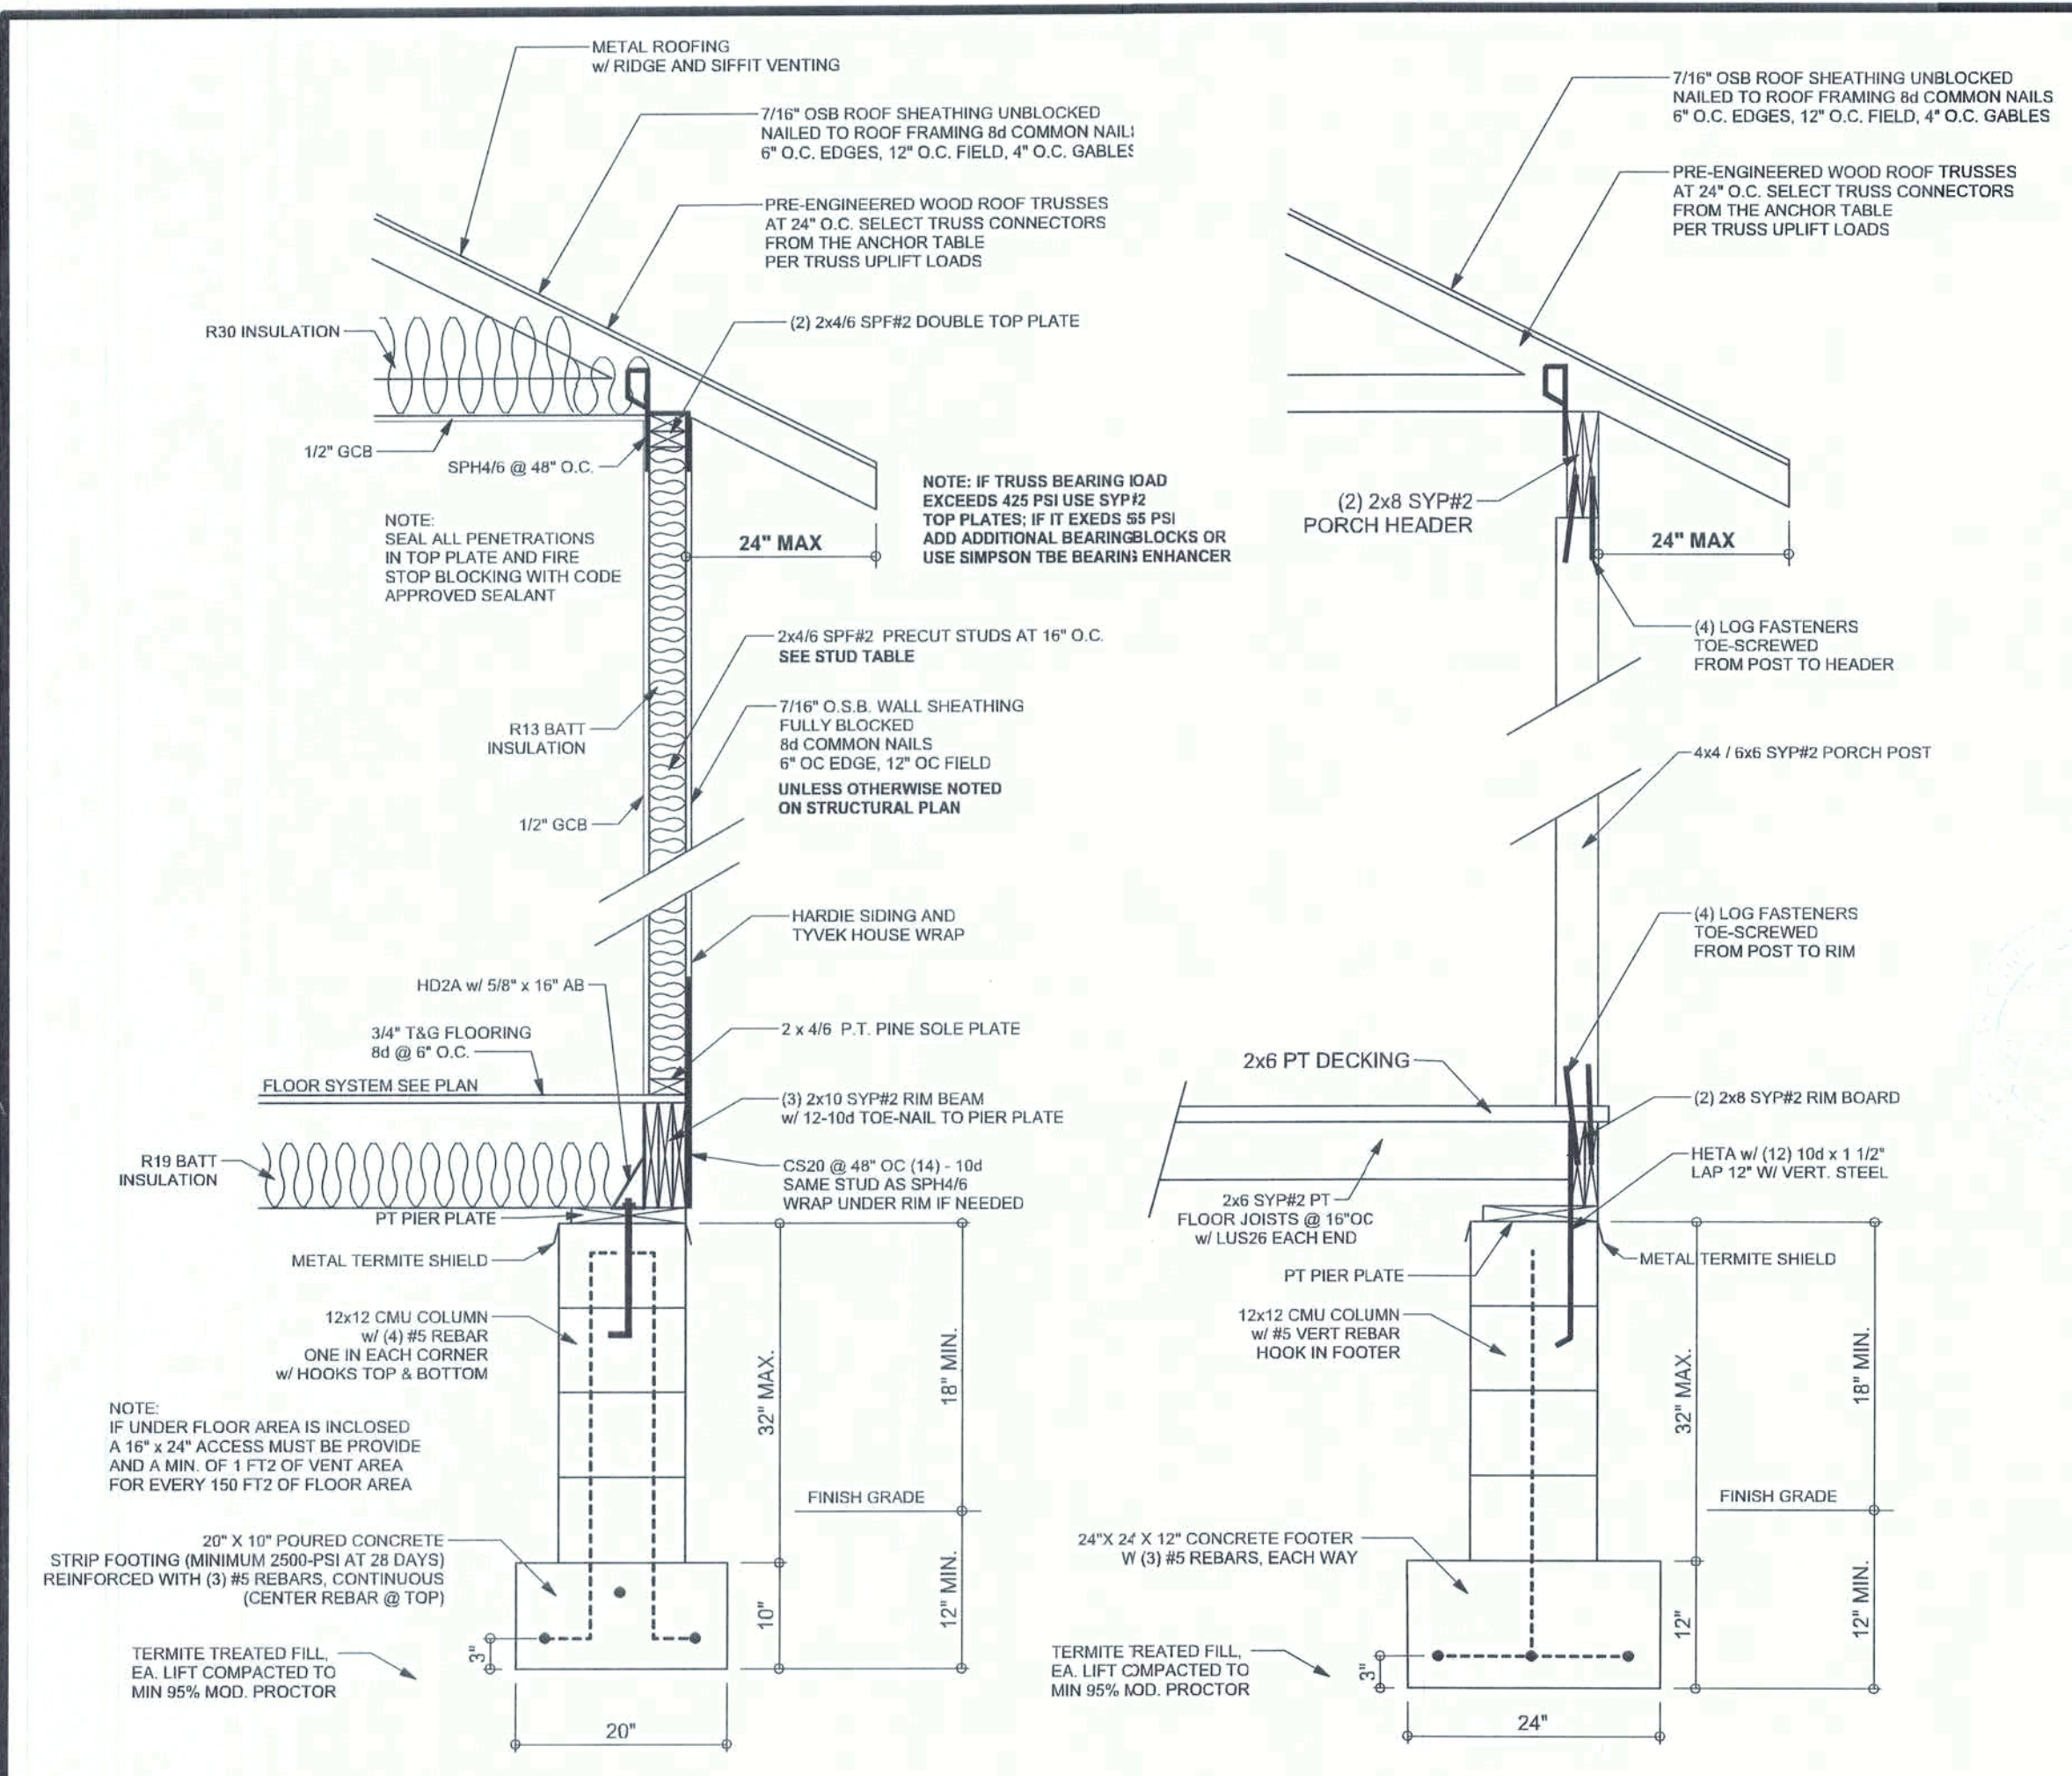 METAL ROOFING
w/ RIDGE AND SIFFIT VENTING
7/16" OSB ROOF SHEATHING UNBLOCKED
NAILED TO ROOF FRAMING 8d COMMON NAILS
6" O.C. EDGES, 12" O.C. FIELD, 4" O.C. GABLES
PRE-ENGINEERED WOOD ROOF TRUSSES
AT 24" O.C. SELECT TRUSS CONNECTORS
FROM THE ANCHOR TABLE
PER TRUSS UPLIFT LOADS
(2) 2x4/6 SPF#2 DOUBLE TOP PLATE
R30 INSULATION
1/2" GCB
SPH4/6 @ 48" O.C.
NOTE:
SEAL ALL PENETRATIONS
IN TOP PLATE AND FIRE
STOP BLOCKING WITH CODE
APPROVED SEALANT
24" MAX
NOTE: IF TRUSS BEARING LOAD
EXCEEDS 425 PSI USE SYP#2
TOP PLATES; IF IT EXEDS PSI
ADD ADDITIONAL BEARING BLOCKS OR
USE SIMPSON TBE BEARING ENHANCER
2x4/6 SPF#2 PRECUT STUDS AT 16" O.C.
SEE STUD TABLE
R13 BATT
INSULATION
7/16" O.S.B. WALL SHEATHING
FULLY BLOCKED
8d COMMON NAILS
6" OC EDGE, 12" OC FIELD
UNLESS OTHERWISE NOTED
ON STRUCTURAL PLAN
1/2" GCB
HARDIE SIDING AND
TYVEK HOUSE WRAP
HD2A w/ 5/8" x 16" AB
3/4" T&G FLOORING
8d @ 6" O.C.
2 x 4/6 P.T. PINE SOLE PLATE
FLOOR SYSTEM SEE PLAN
(3) 2x10 SYP#2 RIM BEAM
w/ 12-10d TOE-NAIL TO PIER PLATE
R19 BATT
INSULATION
CS20 @ 48" OC (14) - 10d
SAME STUD AS SPH4/6
WRAP UNDER RIM IF NEEDED
PT PIER PLATE
METAL TERMITE SHIELD
12x12 CMU COLUMN
w/ (4) #5 REBAR
ONE IN EACH CORNER
w/ HOOKS TOP & BOTTOM
32" MAX.
18" MIN.
NOTE:
IF UNDER FLOOR AREA IS INCLOSED
A 16" x 24" ACCESS MUST BE PROVIDE
AND A MIN. OF 1 FT2 OF VENT AREA
FOR EVERY 150 FT2 OF FLOOR AREA
FINISH GRADE
20" X 10" POURED CONCRETE
STRIP FOOTING (MINIMUM 2500-PSI AT 28 DAYS)
REINFORCED WITH (3) #5 REBARS, CONTINUOUS
(CENTER REBAR @ TOP)
10"
12" MIN.
3"
TERMITE TREATED FILL,
EA. LIFT COMPACTED TO
MIN 95% MOD. PROCTOR
20"
7/16" OSB ROOF SHEATHING UNBLOCKED
NAILED TO ROOF FRAMING 8d COMMON NAILS
6" O.C. EDGES, 12" O.C. FIELD, 4" O.C. GABLES
PRE-ENGINEERED WOOD ROOF TRUSSES
AT 24" O.C. SELECT TRUSS CONNECTORS
FROM THE ANCHOR TABLE
PER TRUSS UPLIFT LOADS
(2) 2x8 SYP#2
PORCH HEADER
24" MAX
(4) LOG FASTENERS
TOE-SCREWED
FROM POST TO HEADER
4x4 / 6x6 SYP#2 PORCH POST
(4) LOG FASTENERS
TOE-SCREWED
FROM POST TO RIM
2x6 PT DECKING
(2) 2x8 SYP#2 RIM BOARD
HETA w/ (12) 10d x 1 1/2"
LAP 12" W/ VERT. STEEL
2x6 SYP#2 PT
FLOOR JOISTS @ 16"OC
w/ LUS26 EACH END
METAL TERMITE SHIELD
PT PIER PLATE
12x12 CMU COLUMN
w/ #5 VERT REBAR
HOOK IN FOOTER
32" MAX.
18" MIN.
FINISH GRADE
24"X 24' X 12" CONCRETE FOOTER
W (3) #5 REBARS, EACH WAY
12"
12" MIN.
3"
TERMITE TREATED FILL,
EA. LIFT COMPACTED TO
MIN 95% MOD. PROCTOR
24"